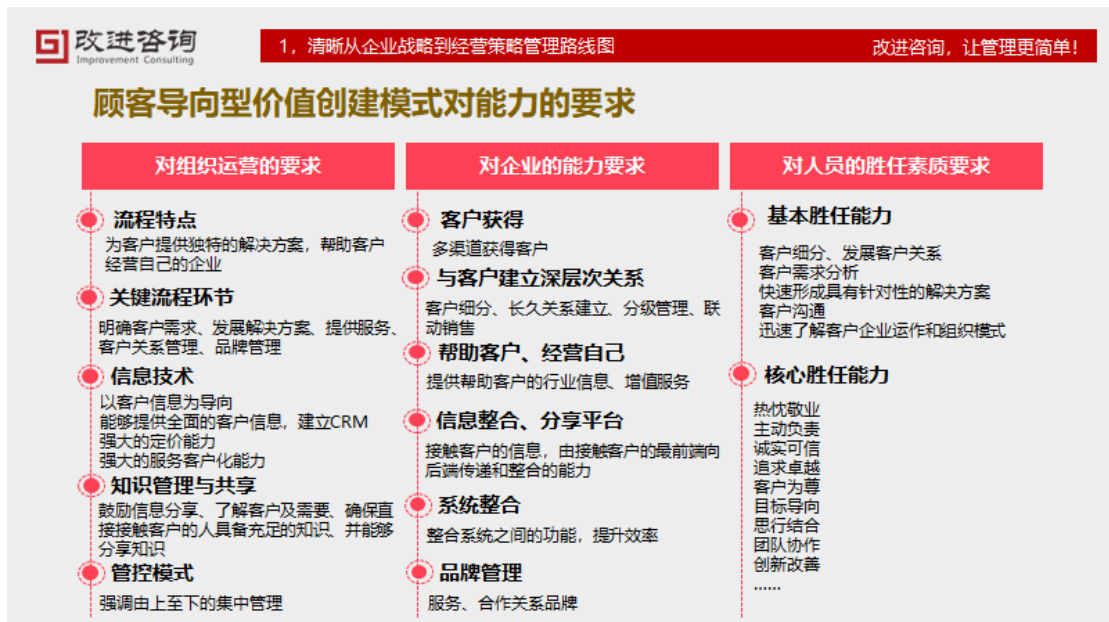 改进咨询
Improvement Consulting
1，清晰从企业战略到经营策略管理路线图
改进咨询，让管理更简单！
顾客导向型价值创建模式对能力的要求
对组织运营的要求
流程特点
为客户提供独特的解决方案，帮助客户
经营自己的企业
关键流程环节
明确客户需求、发展解决方案、提供服务、
客户关系管理、品牌管理
信息技术
以客户信息为导向
能够提供全面的客户信息，建立CRM
强大的定价能力
强大的服务客户化能力
知识管理与共享
鼓励信息分享、了解客户及需要、确保直
接接触客户的人具备充足的知识、并能够
分享知识
管控模式
强调由上至下的集中管理
对企业的能力要求
客户获得
多渠道获得客户
与客户建立深层次关系
客户细分、长久关系建立、分级管理、联
动销售
帮助客户、经营自己
提供帮助客户的行业信息、增值服务
信息整合、分享平台
接触客户的信息，由接触客户的最前端向
后端传递和整合的能力
系统整合
整合系统之间的功能，提升效率
品牌管理
服务、合作关系品牌
对人员的胜任素质要求
基本胜任能力
客户细分、发展客户关系
客户需求分析
快速形成具有针对性的解决方案
客户沟通
迅速了解客户企业运作和组织模式
核心胜任能力
热忱敬业
主动负责
诚实可信
追求卓越
客户为尊
目标导向
思行结合
团队协作
创新改善
……